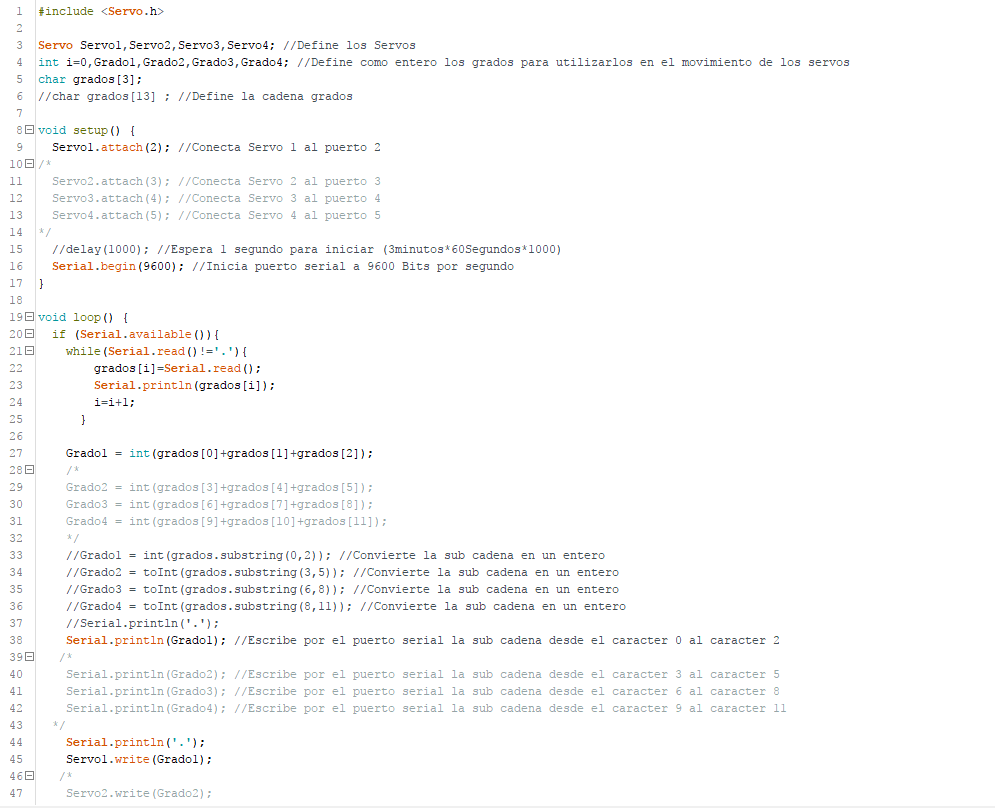 1 #include <Servo.h>
2
3 Servo Servo1,Servo2,Servo3,Servo4; //Define los Servos
4 int i=0,Grado1,Grado2,Grado3,Grado4; //Define como entero los grados para utilizarlos en el movimiento de los servos
5 char grados[3];
6 //char grados[13] ; //Define la cadena grados
7
8 void setup() {
9 Servo1.attach(2); //Conecta Servo 1 al puerto 2
10 /*
11 Servo2.attach(3); //Conecta Servo 2 al puerto 3
12 Servo3.attach(4); //Conecta Servo 3 al puerto 4
13 Servo4.attach(5); //Conecta Servo 4 al puerto 5
14 */
15 //delay(1000); //Espera 1 segundo para iniciar (3minutos*60Segundos*1000)
16 Serial.begin(9600); //Inicia puerto serial a 9600 Bits por segundo
17 }
18
19 void loop() {
20 if (Serial.available()){
21 while(Serial.read()!='.'){
22 grados[i]=Serial.read();
23 Serial.println(grados[i]);
24 i=i+1;
25 }
26
27 Grado1 = int(grados[0]+grados[1]+grados[2]);
28 /*
29 Grado2 = int(grados[3]+grados[4]+grados[5]);
30 Grado3 = int(grados[6]+grados[7]+grados[8]);
31 Grado4 = int(grados[9]+grados[10]+grados[11]);
32 */
33 //Grado1 = int(grados.substring(0,2)); //Convierte la sub cadena en un entero
34 //Grado2 = toInt(grados.substring(3,5)); //Convierte la sub cadena en un entero
35 //Grado3 = toInt(grados.substring(6,8)); //Convierte la sub cadena en un entero
36 //Grado4 = toInt(grados.substring(8,11)); //Convierte la sub cadena en un entero
37 //Serial.println('.');
38 Serial.println(Grado1); //Escribe por el puerto serial la sub cadena desde el caracter 0 al caracter 2
39 /*
40 Serial.println(Grado2); //Escribe por el puerto serial la sub cadena desde el caracter 3 al caracter 5
41 Serial.println(Grado3); //Escribe por el puerto serial la sub cadena desde el caracter 6 al caracter 8
42 Serial.println(Grado4); //Escribe por el puerto serial la sub cadena desde el caracter 9 al caracter 11
43 */
44 Serial.println('.');
45 Servo1.write(Grado1);
46 /*
47 Servo2.write(Grado2);